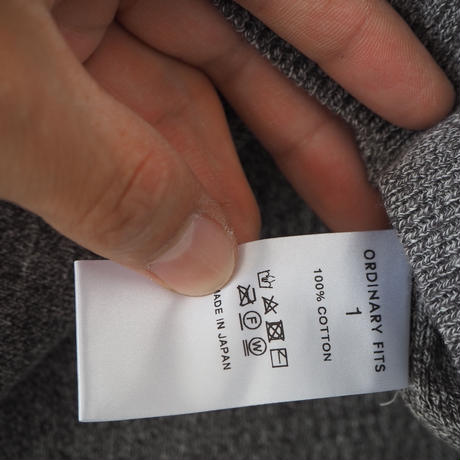 ORDINARY FITS
1
100% COTTON
F W
MADE IN JAPAN